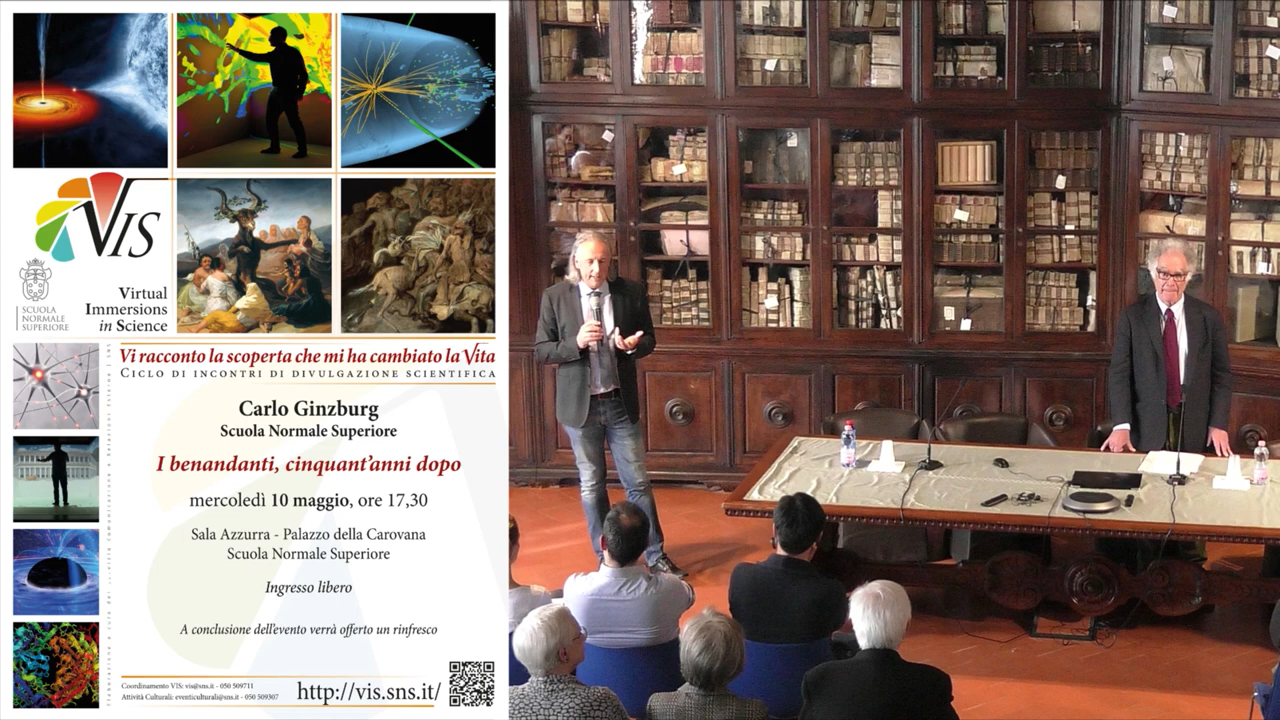 VIS
SCUOLA
NORMALE
SUPERIORE
Virtual
Immersions
in Science
Vi racconto la scoperta che mi ha cambiato la Vita
CICLO DI INCONTRI DI DIVULGAZIONE SCIENTIFICA
Carlo Ginzburg
Scuola Normale Superiore
I benandanti, cinquant'anni dopo
mercoledì 10 maggio, ore 17,30
Sala Azzurra - Palazzo della Carovana
Scuola Normale Superiore
Ingresso libero
A conclusione dell'evento verrà offerto un rinfresco
Coordinamento VIS: vis@sns.it - 050 509711
Attività Culturali: eventiculturali@sns.it - 050 509307
http://vis.sns.it/